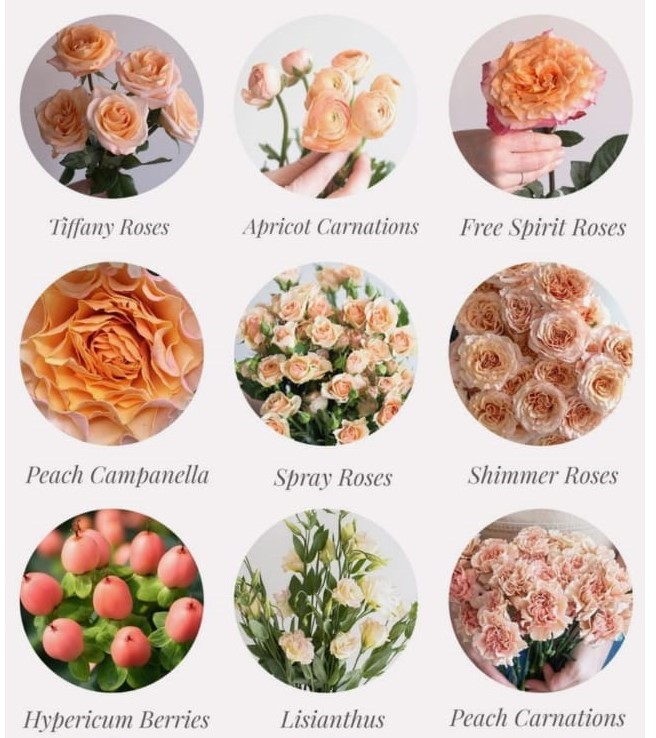 Tiffany Roses
Apricot Carnations
Free Spirit Roses
Peach Campanella
Spray Roses
Shimmer Roses
Hypericum Berries
Lisianthus
Peach Carnations